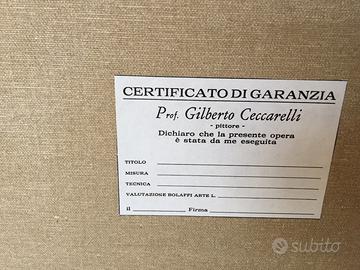 CERTIFICATO DI GARANZIA
Prof. Gilberto Ceccarelli
- pittore -
Dichiaro che la presente opera
è stata da me eseguita
TITOLO
MISURA
TECNICA
VALUTAZIONE BOLAFFI ARTE L.
il Firma
subito